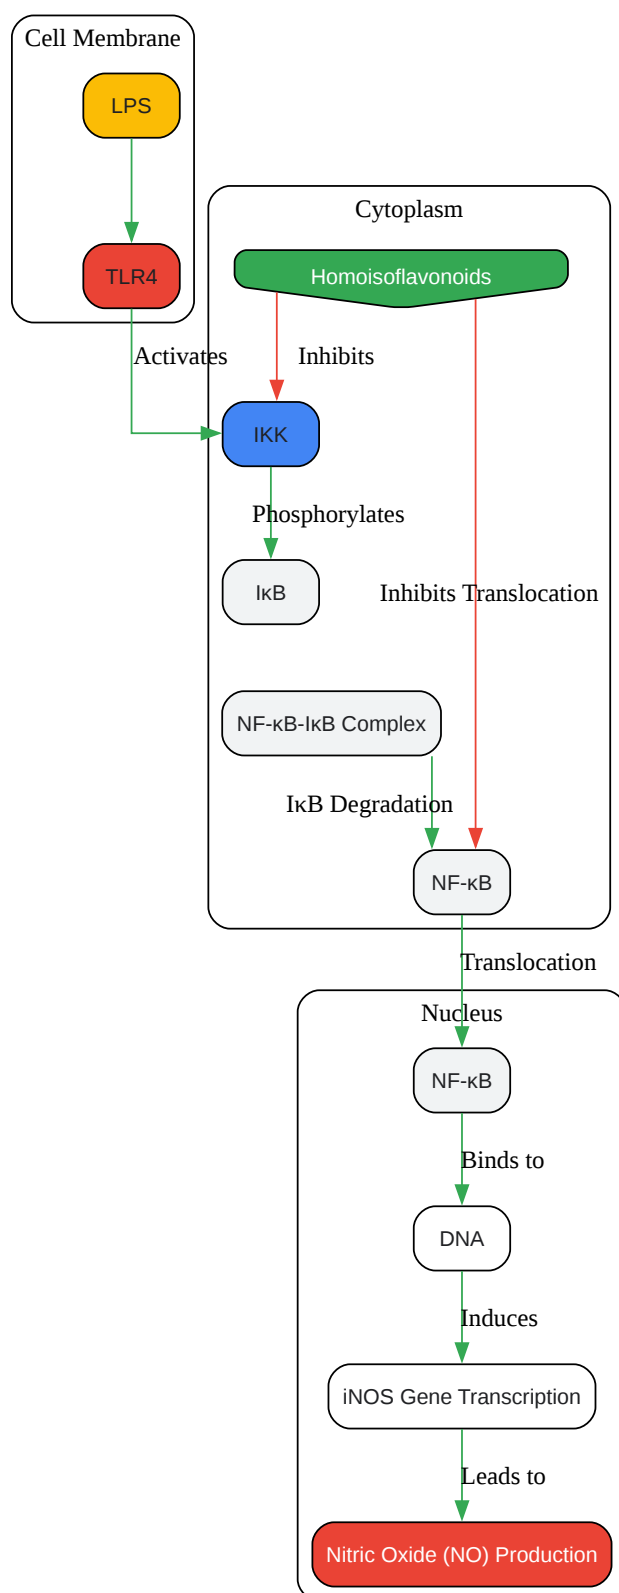 Cell Membrane
LPS
TLR4
Activates
Cytoplasm
Homoisoflavonoids
Inhibits
IKK
Phosphorylates
IκB
Inhibits Translocation
NF-κB-IκB Complex
IκB Degradation
NF-κB
Translocation
Nucleus
NF-κB
Binds to
DNA
Induces
iNOS Gene Transcription
Leads to
Nitric Oxide (NO) Production